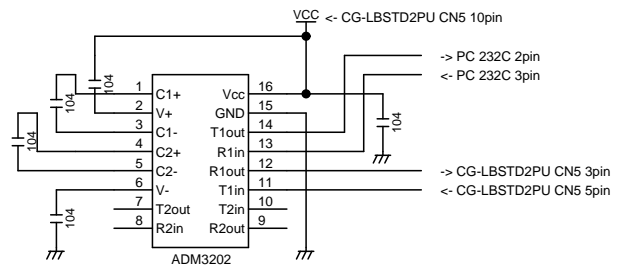 VCC <- CG-LBSTD2PU CN5 10pin
-> PC 232C 2pin
<- PC 232C 3pin
104
104
104
104
104
1 C1+ Vcc 16
2 V+ GND 15
3 C1- T1out 14
4 C2+ R1in 13
5 C2- R1out 12
-> CG-LBSTD2PU CN5 3pin
6 V- T1in 11
<- CG-LBSTD2PU CN5 5pin
7 T2out T2in 10
8 R2in R2out 9
ADM3202